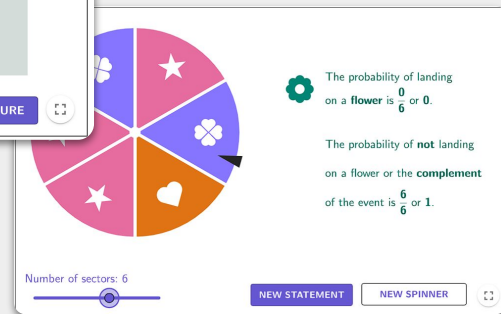 URE
The probability of landing
on a flower is 0/6 or 0.
The probability of not landing
on a flower or the complement
of the event is 6/6 or 1.
Number of sectors: 6
NEW STATEMENT
NEW SPINNER